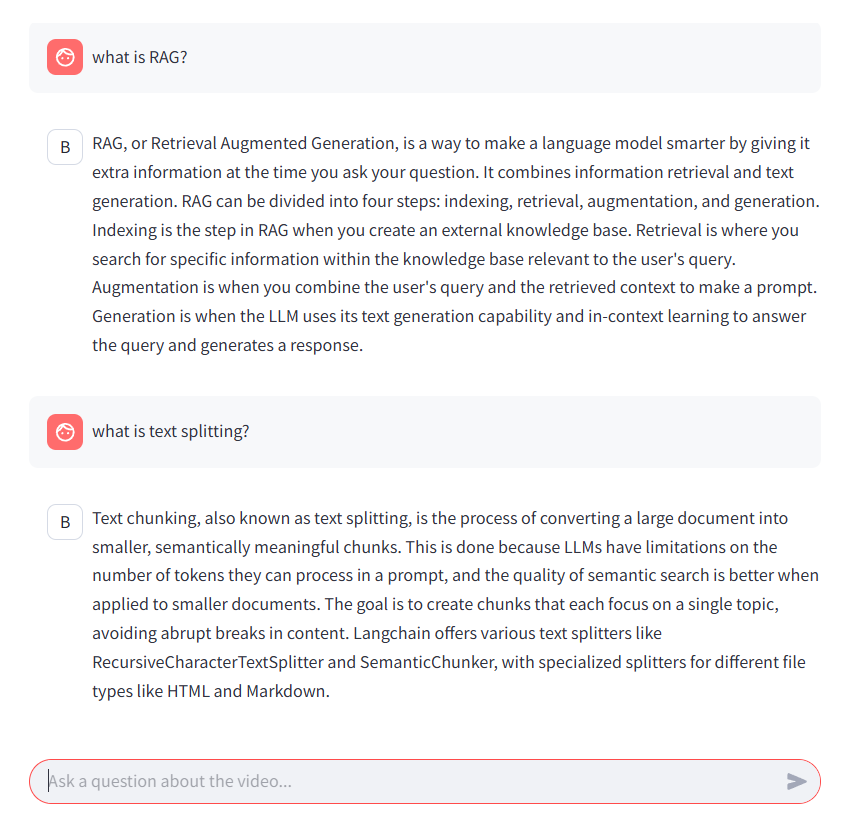 what is RAG?
B
RAG, or Retrieval Augmented Generation, is a way to make a language model smarter by giving it
extra information at the time you ask your question. It combines information retrieval and text
generation. RAG can be divided into four steps: indexing, retrieval, augmentation, and generation.
Indexing is the step in RAG when you create an external knowledge base. Retrieval is where you
search for specific information within the knowledge base relevant to the user's query.
Augmentation is when you combine the user's query and the retrieved context to make a prompt.
Generation is when the LLM uses its text generation capability and in-context learning to answer
the query and generates a response.
what is text splitting?
B
Text chunking, also known as text splitting, is the process of converting a large document into
smaller, semantically meaningful chunks. This is done because LLMs have limitations on the
number of tokens they can process in a prompt, and the quality of semantic search is better when
applied to smaller documents. The goal is to create chunks that each focus on a single topic,
avoiding abrupt breaks in content. Langchain offers various text splitters like
RecursiveCharacterTextSplitter and SemanticChunker, with specialized splitters for different file
types like HTML and Markdown.
Ask a question about the video...